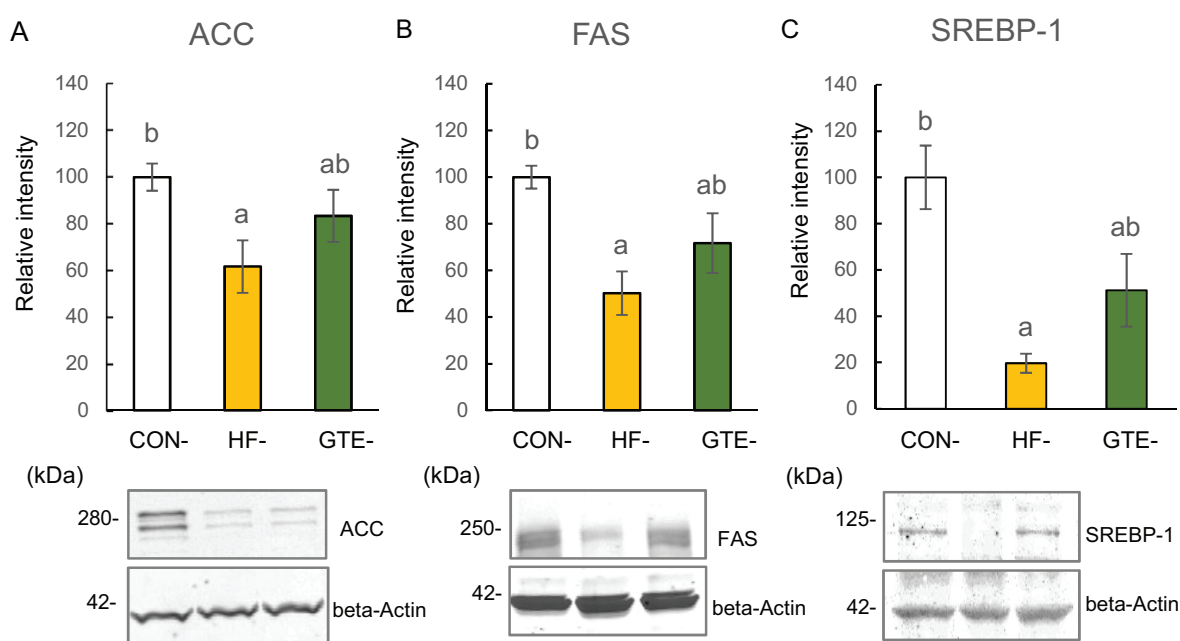 A
ACC
140
120
100
80
60
40
20
0
Relative intensity
b
a
ab
CON-
HF-
GTE-
(kDa)
280-
ACC
42-
beta-Actin
B
FAS
140
120
100
80
60
40
20
0
Relative intensity
b
a
ab
CON-
HF-
GTE-
(kDa)
250-
FAS
42-
beta-Actin
C
SREBP-1
140
120
100
80
60
40
20
0
Relative intensity
b
a
ab
CON-
HF-
GTE-
(kDa)
125-
SREBP-1
42-
beta-Actin